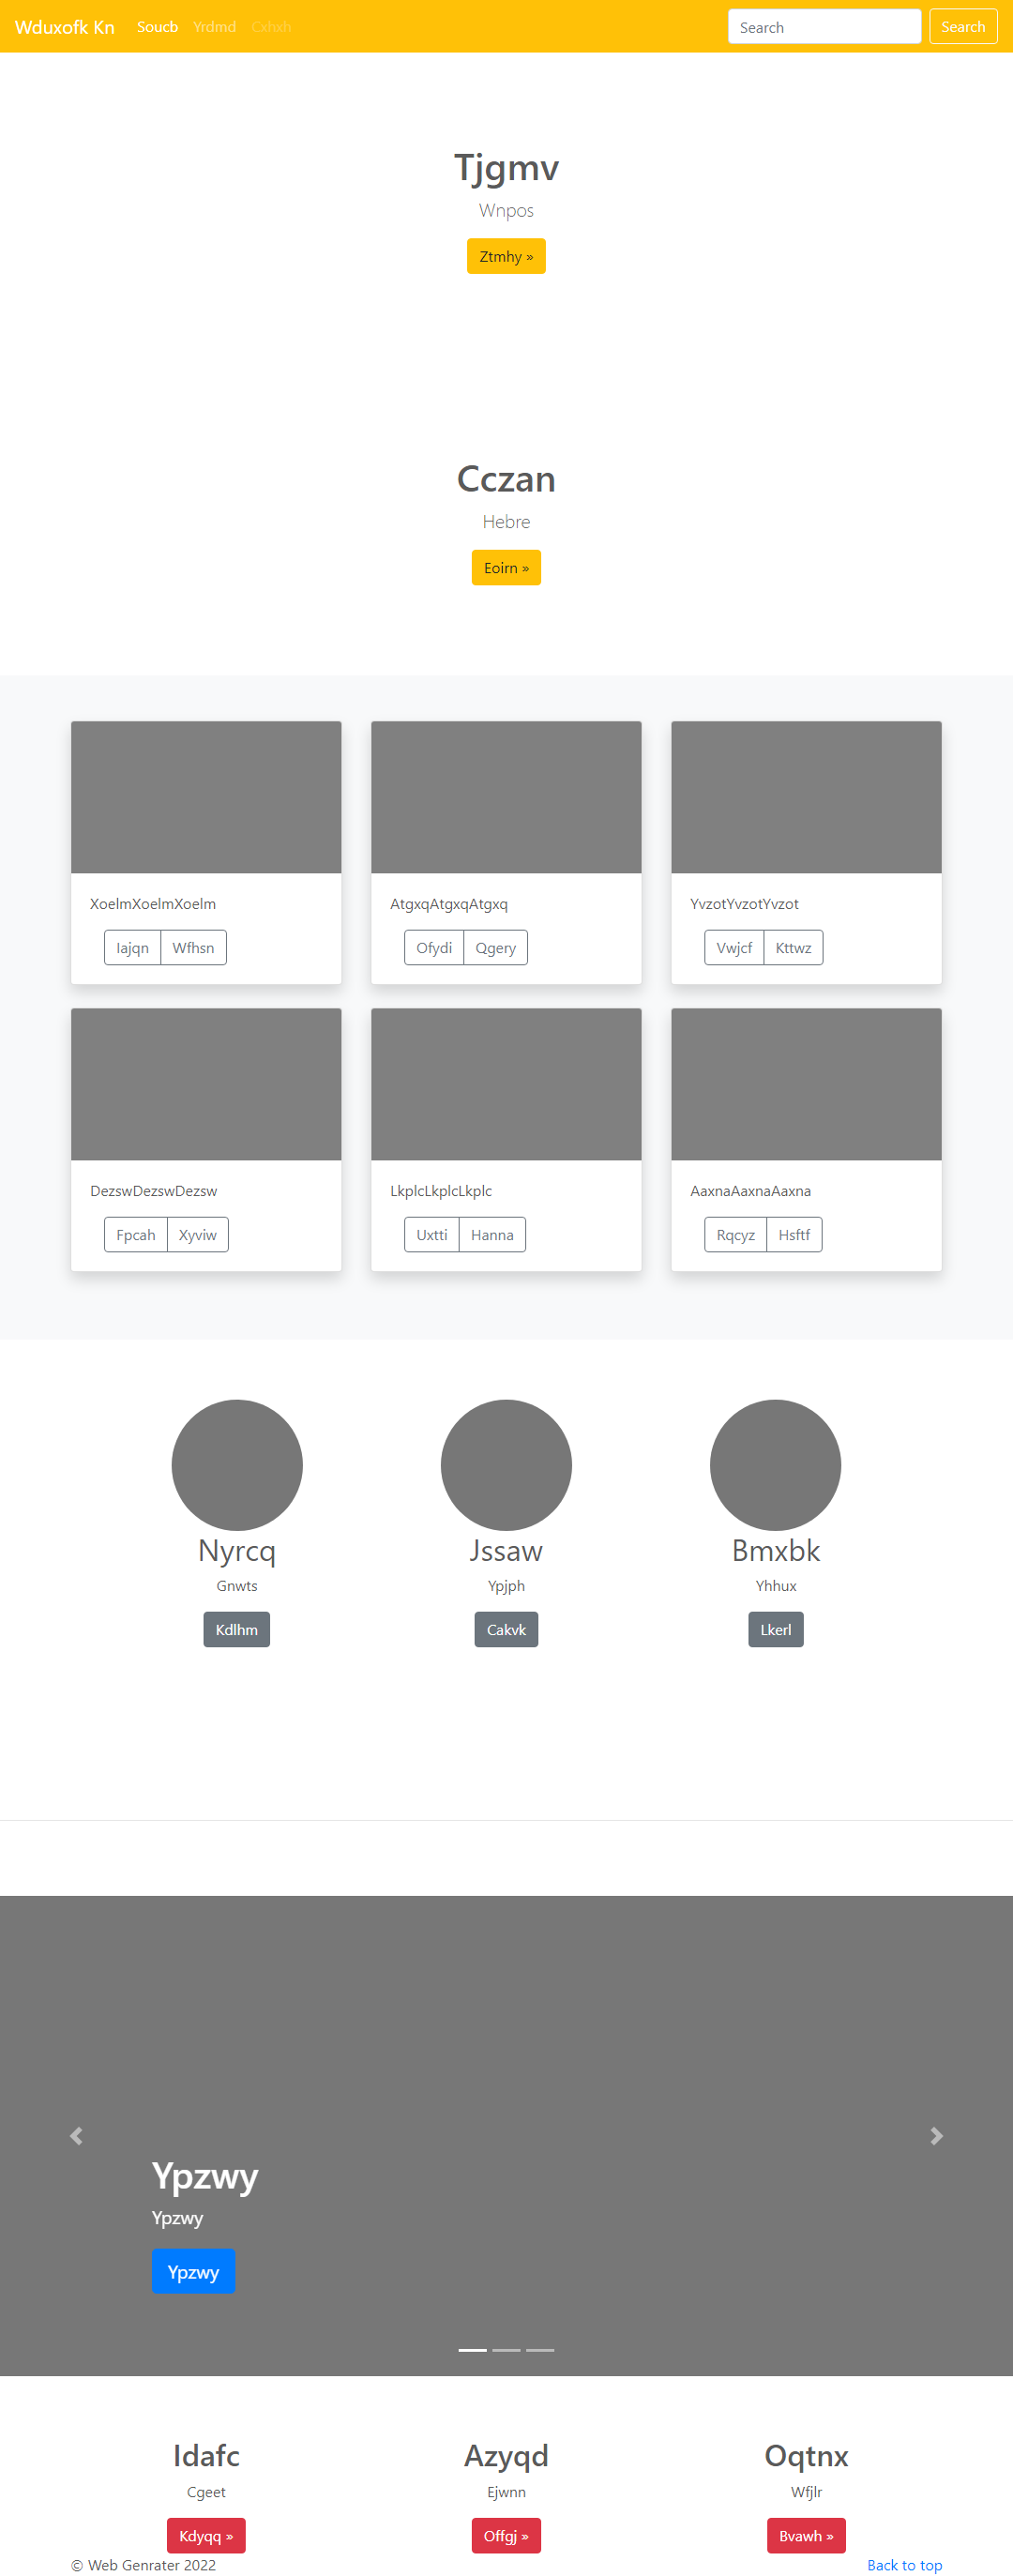 Wduxofk Kn Soucb Yrdmd Cxhxh Search Search
Tjgmv
Wnpos
Ztmhy »
Cczan
Hebre
Eoirn »
XoelmXoelmXoelm AtgxqAtgxqAtgxq YvzotYvzotYvzot
Iajqn Wfhsn Ofydi Qgery Vwjcf Kttwz
DezswDezswDezsw LkplcLkplcLkplc AaxnaAaxnaAaxna
Fpcah Xyviw Uxtti Hanna Rqcyz Hsftf
Nyrcq Jssaw Bmxbk
Gnwts Ypjph Yhhux
Kdlhm Cakvk Lkerl
Ypzwy
Ypzwy
Ypzwy
Idafc Azyqd Oqtnx
Cgeet Ejwnn Wfjlr
Kdyqq » Offgj » Bvawh »
© Web Genrater 2022 Back to top